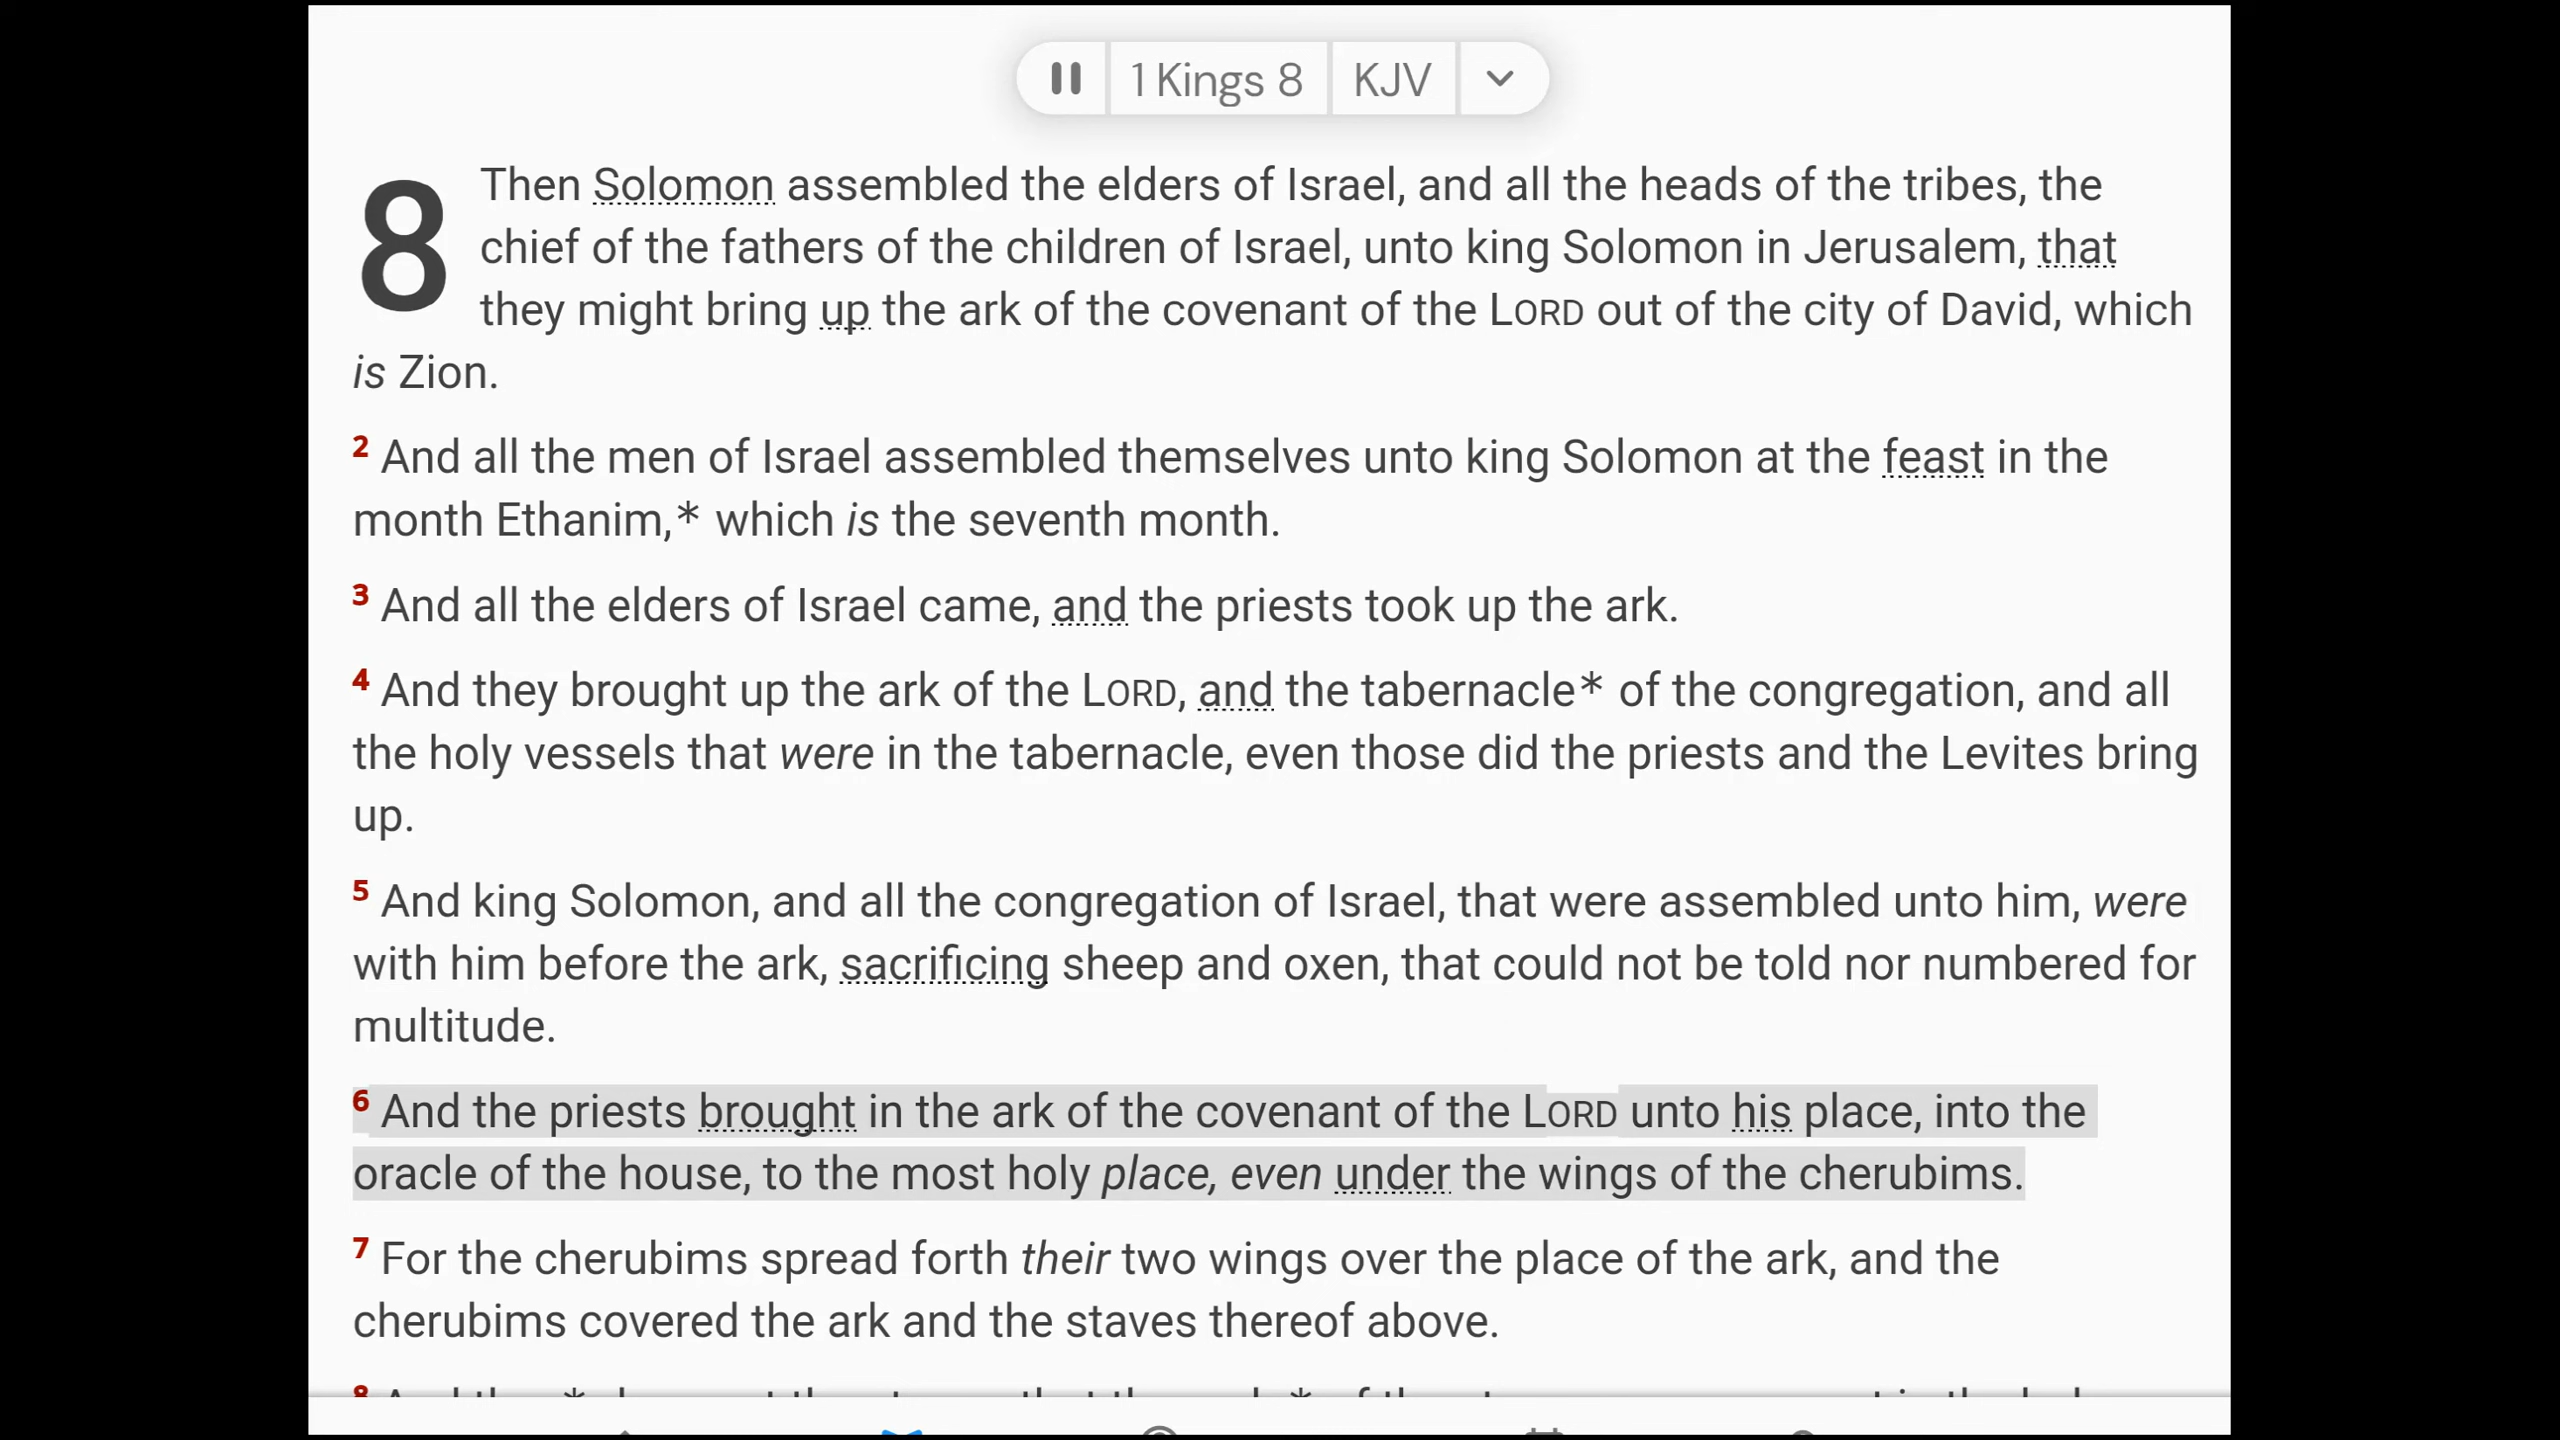 1 Kings 8 KJV
8 Then Solomon assembled the elders of Israel, and all the heads of the tribes, the
chief of the fathers of the children of Israel, unto king Solomon in Jerusalem, that
they might bring up the ark of the covenant of the LORD out of the city of David, which
is Zion.
2 And all the men of Israel assembled themselves unto king Solomon at the feast in the
month Ethanim,* which is the seventh month.
3 And all the elders of Israel came, and the priests took up the ark.
4 And they brought up the ark of the LORD, and the tabernacle* of the congregation, and all
the holy vessels that were in the tabernacle, even those did the priests and the Levites bring
up.
5 And king Solomon, and all the congregation of Israel, that were assembled unto him, were
with him before the ark, sacrificing sheep and oxen, that could not be told nor numbered for
multitude.
6 And the priests brought in the ark of the covenant of the LORD unto his place, into the
oracle of the house, to the most holy place, even under the wings of the cherubims.
7 For the cherubims spread forth their two wings over the place of the ark, and the
cherubims covered the ark and the staves thereof above.